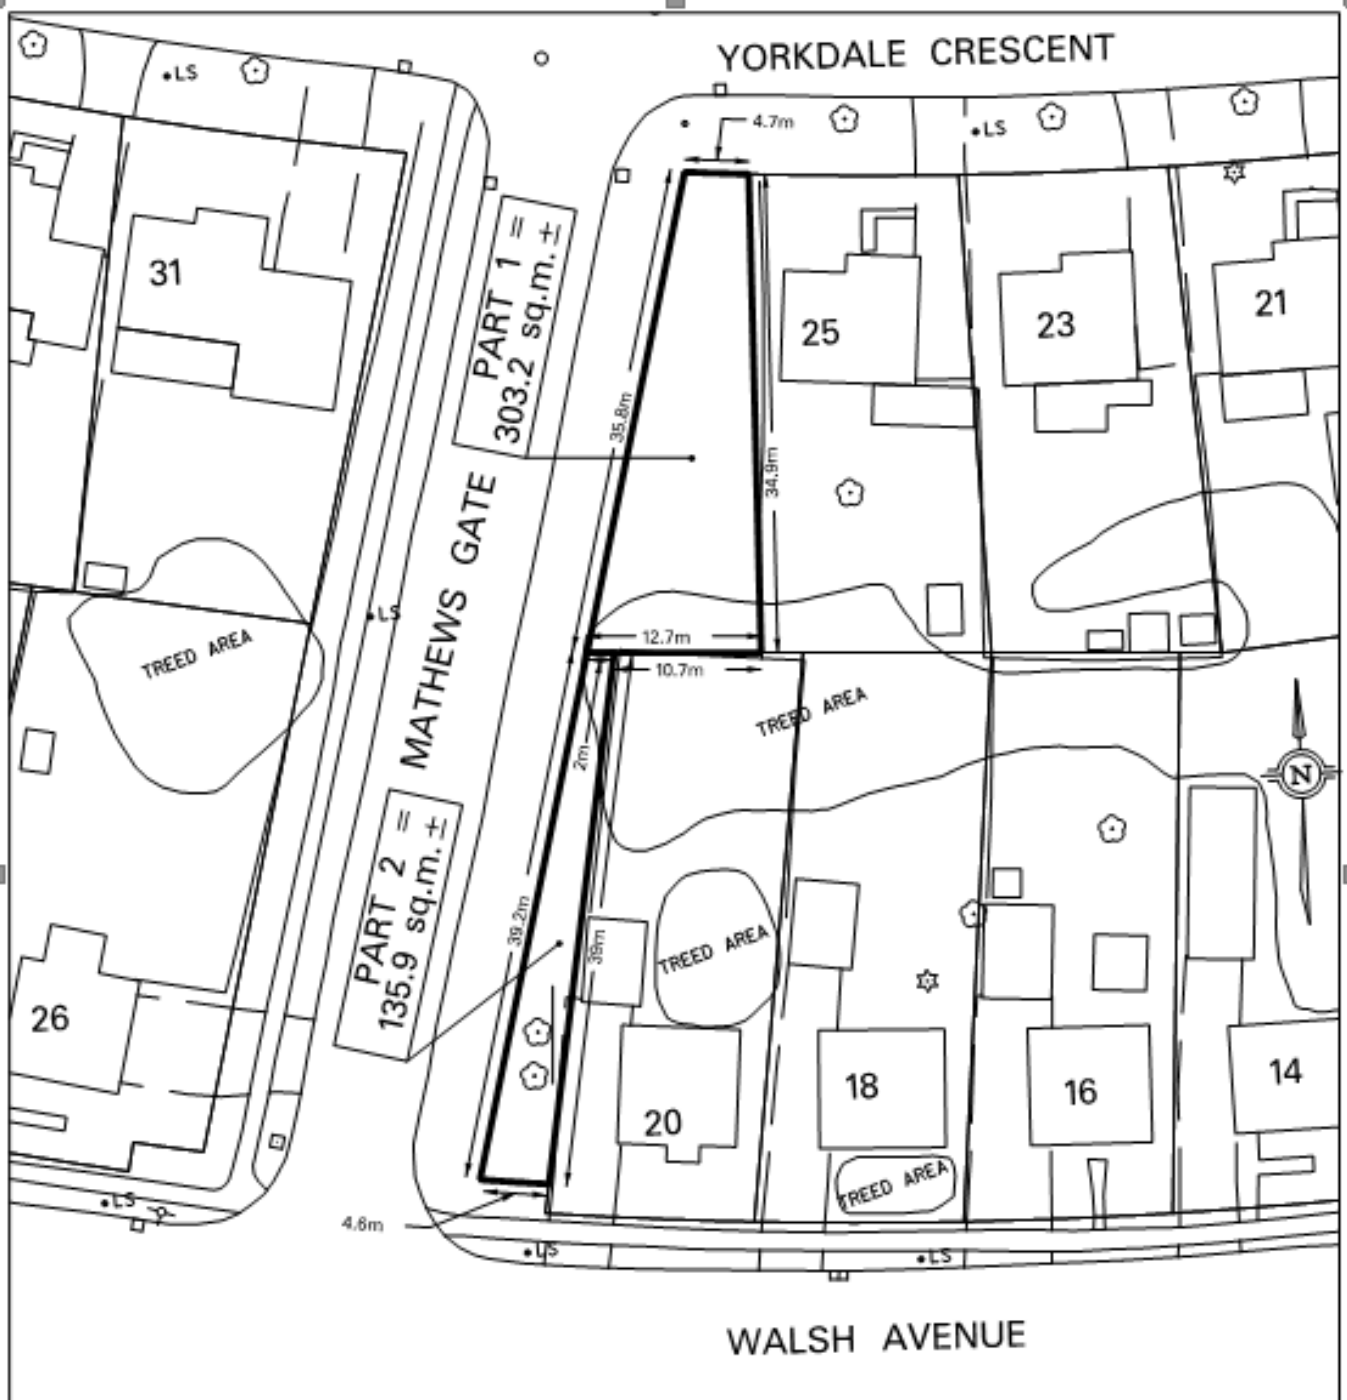 YORKDALE CRESCENT
LS
4.7m
LS
PART 1 =
303.2 sq.m. ±
31
25
23
21
35.8m
34.9m
MATHEWS GATE
LS
TREED AREA
12.7m
10.7m
TREED AREA
2m
N
PART 2 =
135.9 sq.m. ±
39.2m
39m
TREED AREA
26
20
18
16
14
TREED AREA
LS
4.6m
LS
LS
WALSH AVENUE